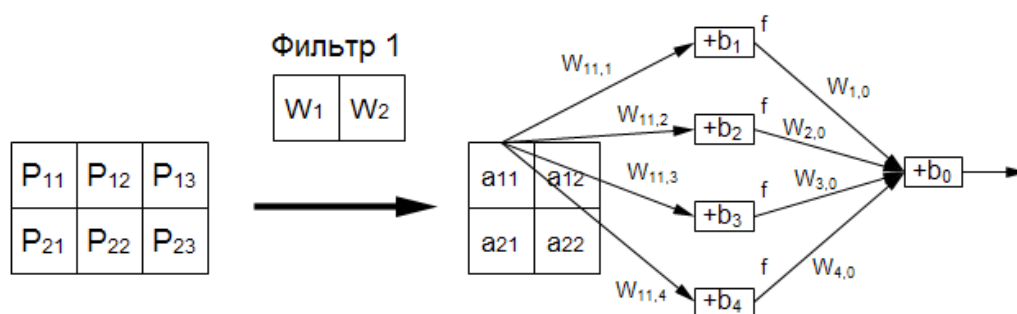 Фильтр 1
W1 W2
P11 P12 P13
P21 P22 P23
a11 a12
a21 a22
W11,1
W11,2
W11,3
W11,4
+b1 f
+b2 f
+b3 f
+b4 f
W1,0
W2,0
W3,0
W4,0
+b0